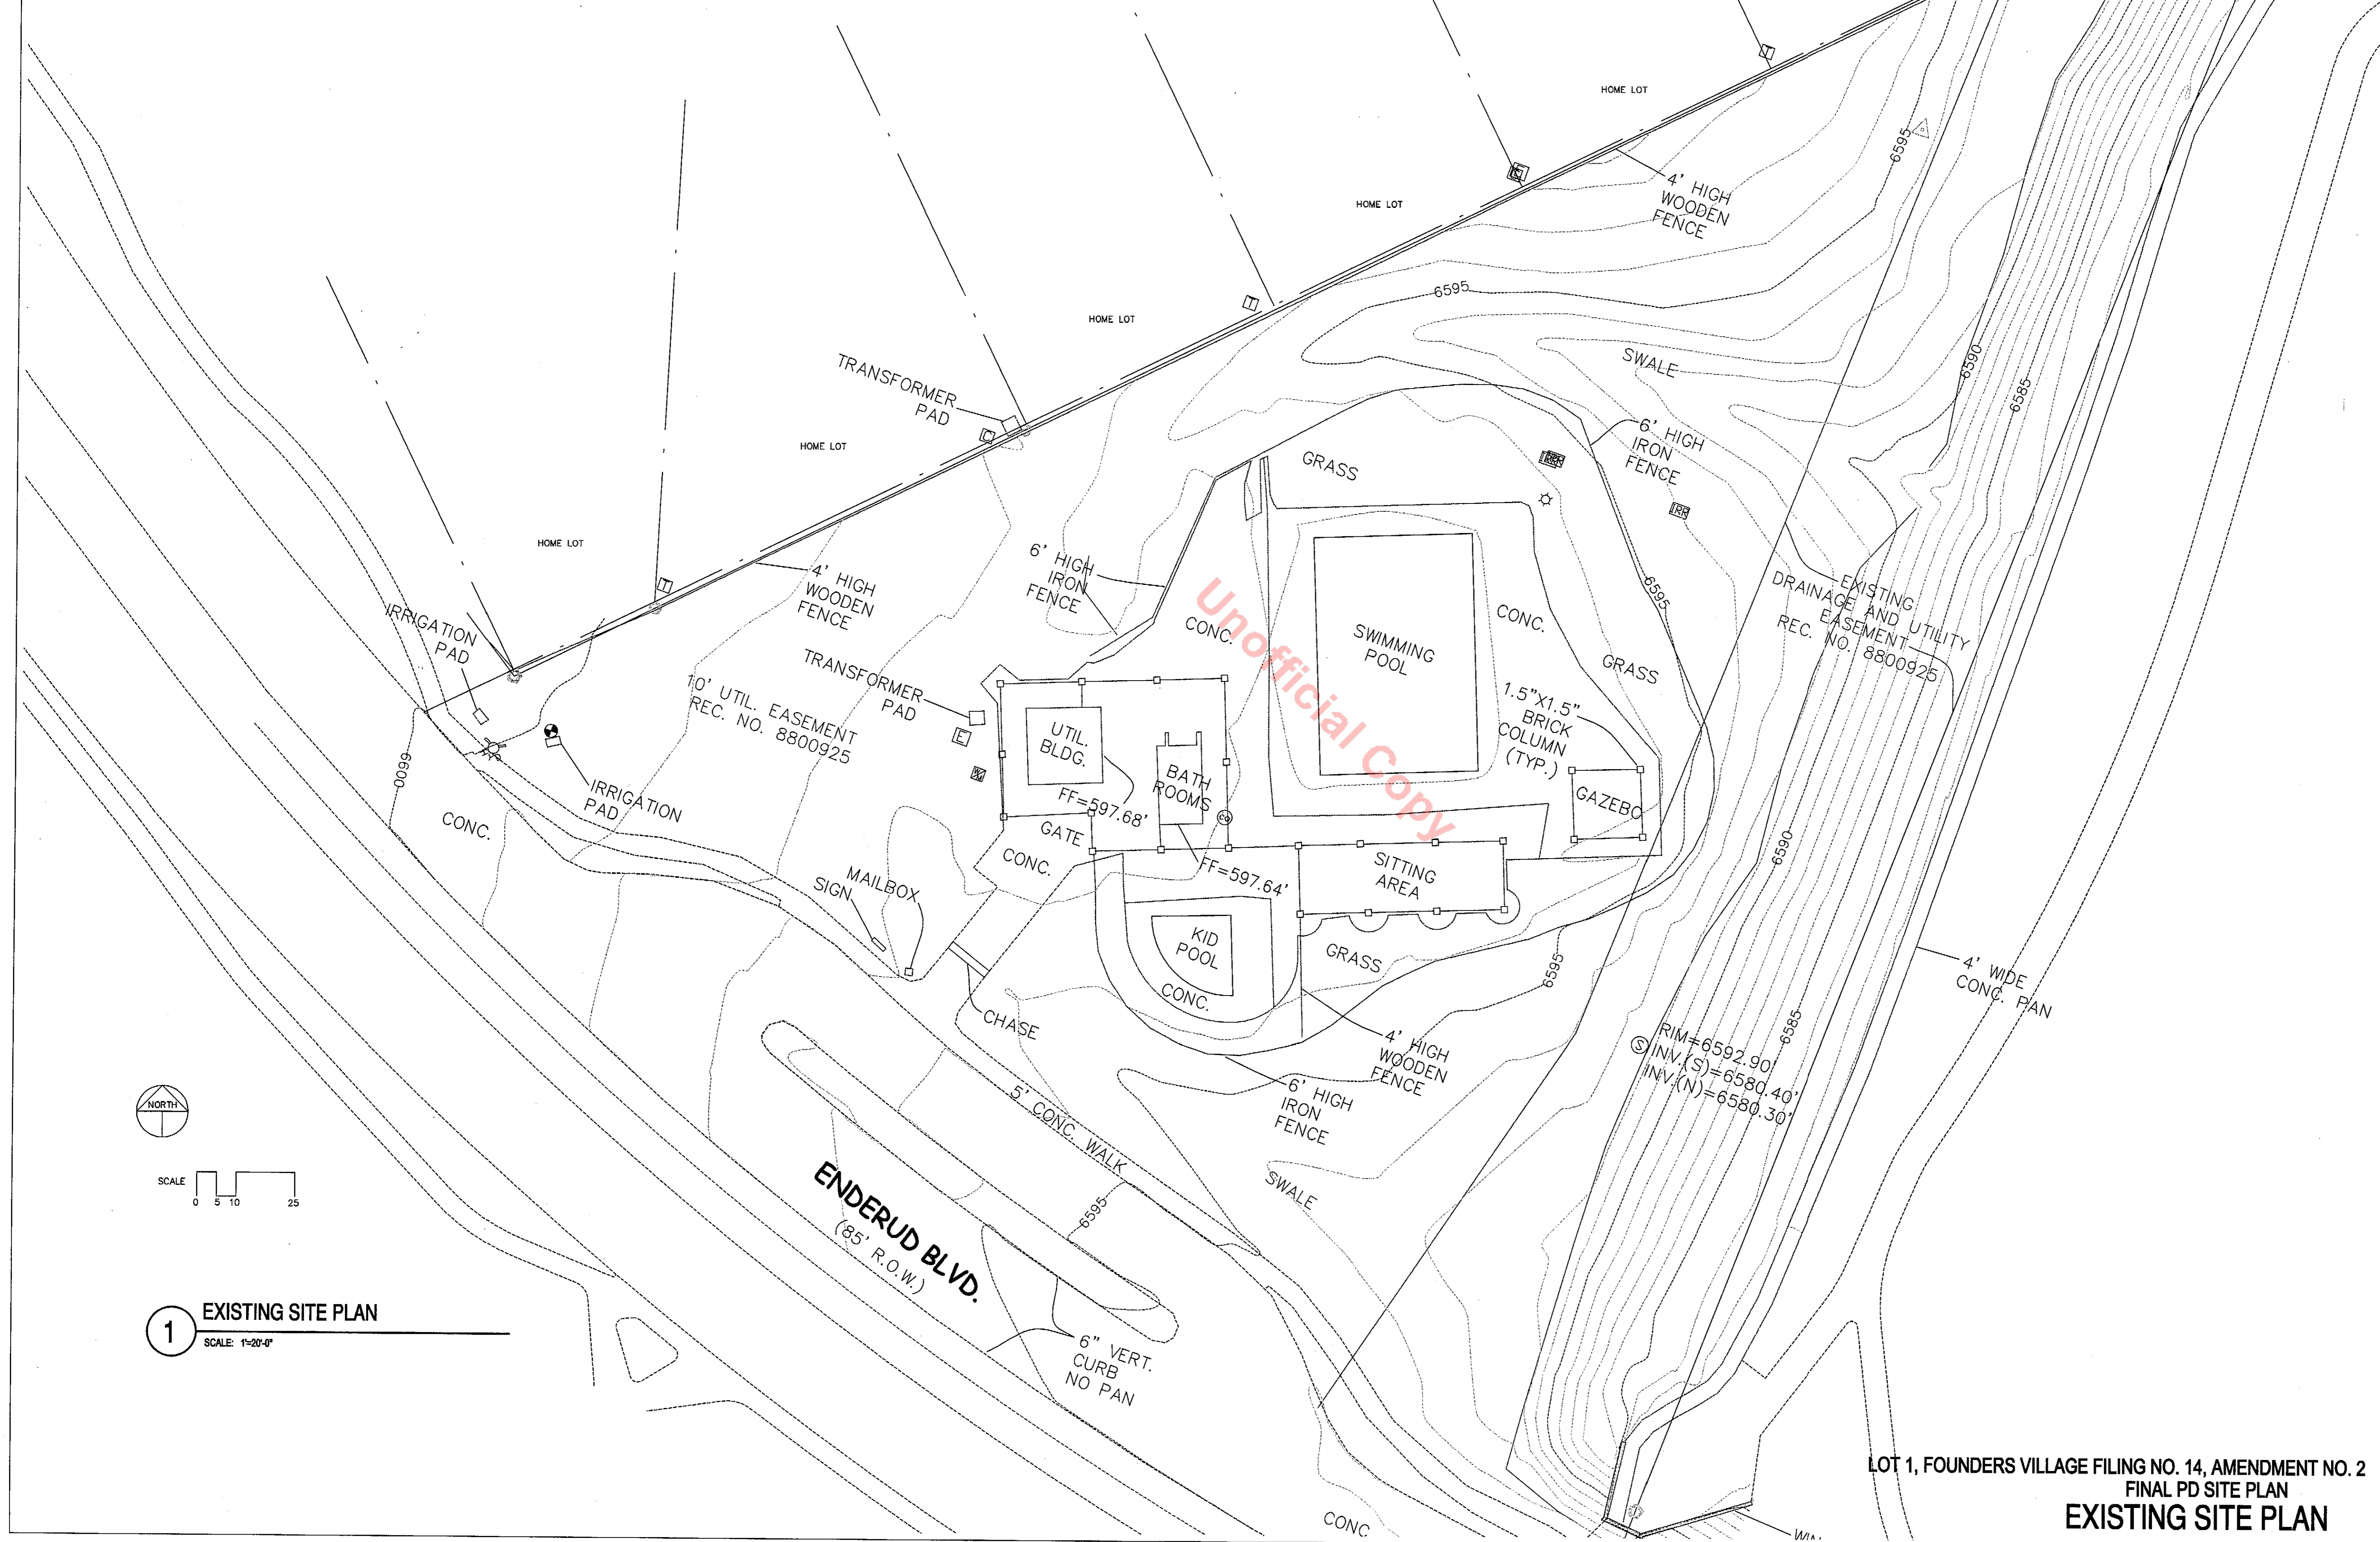 HOME LOT
HOME LOT
HOME LOT
HOME LOT
HOME LOT
4' HIGH
WOODEN
FENCE
6595
6595
SWALE
6590
6585
TRANSFORMER
PAD
C
T
T
T
6' HIGH
IRON
FENCE
GRASS
IRR
6' HIGH
IRON
FENCE
4' HIGH
WOODEN
FENCE
IRRIGATION
PAD
TRANSFORMER
PAD
E
10' UTIL. EASEMENT
REC. NO. 8800925
CONC.
SWIMMING
POOL
CONC.
GRASS
6595
EXISTING
DRAINAGE AND UTILITY
EASEMENT
REC. NO. 8800925
1.5"X1.5"
BRICK
COLUMN
(TYP.)
UTIL.
BLDG.
BATH
ROOMS
FF=597.68'
GATE
CONC.
CO
FF=597.64'
GAZEBO
SITTING
AREA
6600
CONC.
IRRIGATION
PAD
MAILBOX
SIGN
KID
POOL
CONC.
GRASS
6595
6590
6585
CHASE
4' HIGH
WOODEN
FENCE
6' HIGH
IRON
FENCE
4' WIDE
CONC. PAN
S
RIM=6592.90'
INV.(S)=6580.40'
INV.(N)=6580.30'
5' CONC. WALK
SWALE
6595
ENDERUD BLVD.
(85' R.O.W.)
6" VERT.
CURB
NO PAN
CONC
NORTH
SCALE
0 5 10 25
1
EXISTING SITE PLAN
SCALE: 1"=20'-0"
Unofficial Copy
LOT 1, FOUNDERS VILLAGE FILING NO. 14, AMENDMENT NO. 2
FINAL PD SITE PLAN
EXISTING SITE PLAN